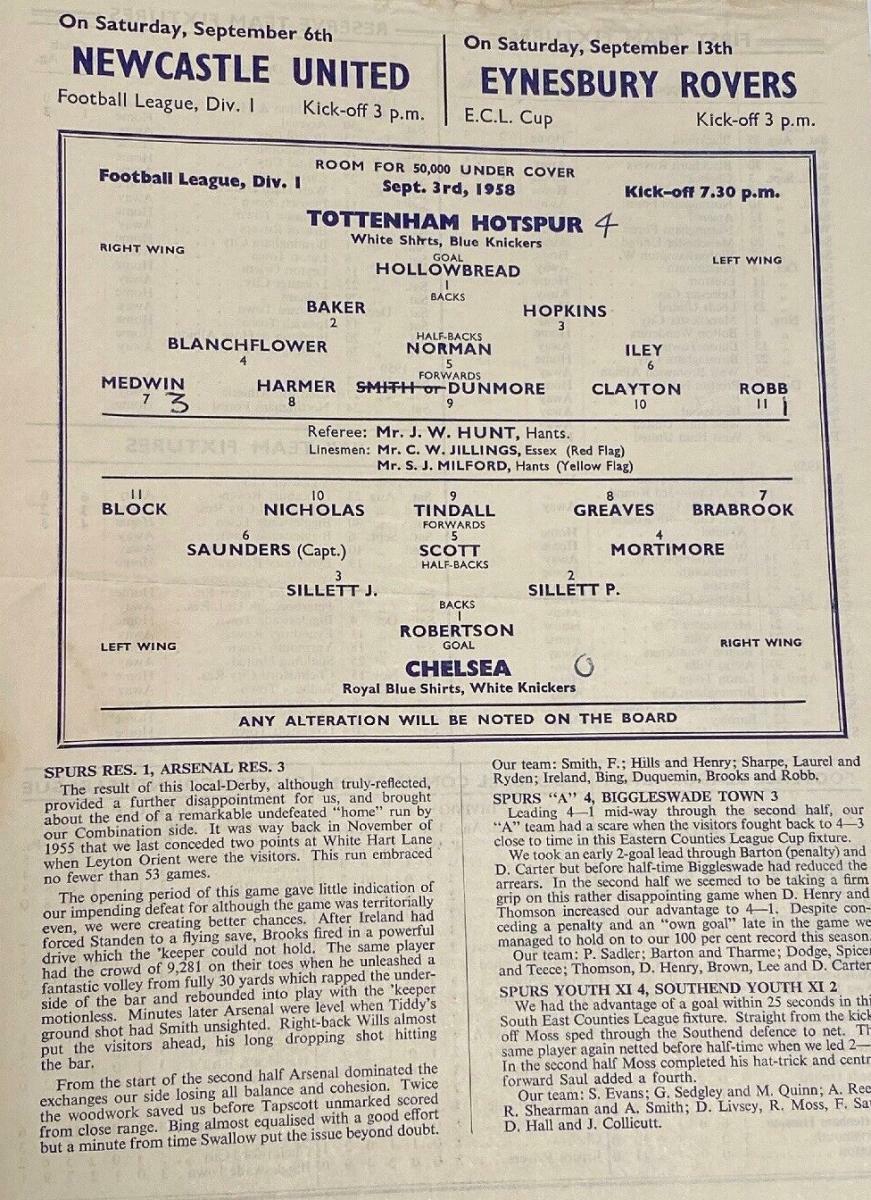 On Saturday, September 6th
NEWCASTLE UNITED
Football League, Div. 1 Kick-off 3 p.m.
On Saturday, September 13th
EYNESBURY ROVERS
E.C.L. Cup Kick-off 3 p.m.
ROOM FOR 50,000 UNDER COVER
Football League, Div. 1 Sept. 3rd, 1958 Kick-off 7.30 p.m.
TOTTENHAM HOTSPUR 4
White Shirts, Blue Knickers
RIGHT WING LEFT WING
GOAL
HOLLOWBREAD
1
BACKS
BAKER HOPKINS
2 3
HALF-BACKS
BLANCHFLOWER NORMAN ILEY
4 5 6
FORWARDS
MEDWIN HARMER SMITH or DUNMORE CLAYTON ROBB
7 3 8 9 10 11 1
Referee: Mr. J. W. HUNT, Hants.
Linesmen: Mr. C. W. JILLINGS, Essex (Red Flag)
Mr. S. J. MILFORD, Hants (Yellow Flag)
11 10 9 8 7
BLOCK NICHOLAS TINDALL GREAVES BRABROOK
FORWARDS
6 5 4
SAUNDERS (Capt.) SCOTT MORTIMORE
HALF-BACKS
3 2
SILLETT J. SILLETT P.
BACKS
1
ROBERTSON
LEFT WING GOAL RIGHT WING
CHELSEA 0
Royal Blue Shirts, White Knickers
ANY ALTERATION WILL BE NOTED ON THE BOARD
SPURS RES. 1, ARSENAL RES. 3
The result of this local-Derby, although truly-reflected,
provided a further disappointment for us, and brought
about the end of a remarkable undefeated "home" run by
our Combination side. It was way back in November of
1955 that we last conceded two points at White Hart Lane
when Leyton Orient were the visitors. This run embraced
no fewer than 53 games.
The opening period of this game gave little indication of
our impending defeat for although the game was territorially
even, we were creating better chances. After Ireland had
forced Standen to a flying save, Brooks fired in a powerful
drive which the 'keeper could not hold. The same player
had the crowd of 9,281 on their toes when he unleashed a
fantastic volley from fully 30 yards which rapped the under-
side of the bar and rebounded into play with the 'keeper
motionless. Minutes later Arsenal were level when Tiddy's
ground shot had Smith unsighted. Right-back Wills almost
put the visitors ahead, his long dropping shot hitting
the bar.
From the start of the second half Arsenal dominated the
exchanges our side losing all balance and cohesion. Twice
the woodwork saved us before Tapscott unmarked scored
from close range. Bing almost equalised with a good effort
but a minute from time Swallow put the issue beyond doubt.
Our team: Smith, F.; Hills and Henry; Sharpe, Laurel and
Ryden; Ireland, Bing, Duquemin, Brooks and Robb.
SPURS "A" 4, BIGGLESWADE TOWN 3
Leading 4—1 mid-way through the second half, our
"A" team had a scare when the visitors fought back to 4—3
close to time in this Eastern Counties League Cup fixture.
We took an early 2-goal lead through Barton (penalty) and
D. Carter but before half-time Biggleswade had reduced the
arrears. In the second half we seemed to be taking a firm
grip on this rather disappointing game when D. Henry and
Thomson increased our advantage to 4—1. Despite con-
ceding a penalty and an "own goal" late in the game we
managed to hold on to our 100 per cent record this season.
Our team: P. Sadler; Barton and Tharme; Dodge, Spicer
and Teece; Thomson, D. Henry, Brown, Lee and D. Carter
SPURS YOUTH XI 4, SOUTHEND YOUTH XI 2
We had the advantage of a goal within 25 seconds in thi
South East Counties League fixture. Straight from the kick
off Moss sped through the Southend defence to net. Th
same player again netted before half-time when we led 2—
In the second half Moss completed his hat-trick and centr
forward Saul added a fourth.
Our team: S. Evans; G. Sedgley and M. Quinn; A. Ree
R. Shearman and A. Smith; D. Livsey, R. Moss, F. Sa
D. Hall and J. Collicutt.